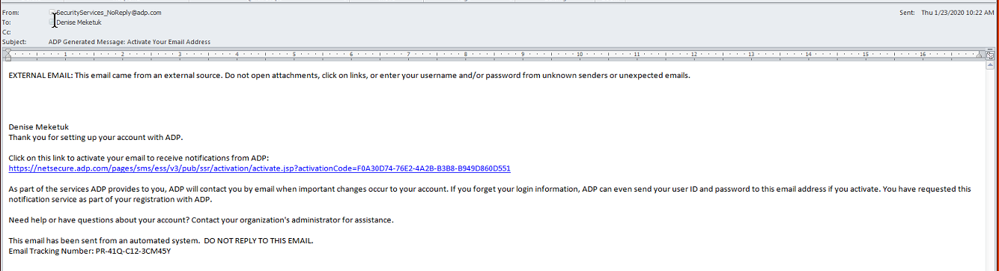 From: SecurityServices_NoReply@adp.com Sent: Thu 1/23/2020 10:22 AM
To: Denise Meketuk
Cc:
Subject: ADP Generated Message: Activate Your Email Address
1 2 3 4 5 6 7 8 9 10 11 12 13 14 15 16
EXTERNAL EMAIL: This email came from an external source. Do not open attachments, click on links, or enter your username and/or password from unknown senders or unexpected emails.
Denise Meketuk
Thank you for setting up your account with ADP.
Click on this link to activate your email to receive notifications from ADP:
https://netsecure.adp.com/pages/sms/ess/v3/pub/ssr/activation/activate.jsp?activationCode=F0A30D74-76E2-4A2B-B3B8-B949D860D551
As part of the services ADP provides to you, ADP will contact you by email when important changes occur to your account. If you forget your login information, ADP can even send your user ID and password to this email address if you activate. You have requested this
notification service as part of your registration with ADP.
Need help or have questions about your account? Contact your organization's administrator for assistance.
This email has been sent from an automated system.  DO NOT REPLY TO THIS EMAIL.
Email Tracking Number: PR-41Q-C12-3CM45Y